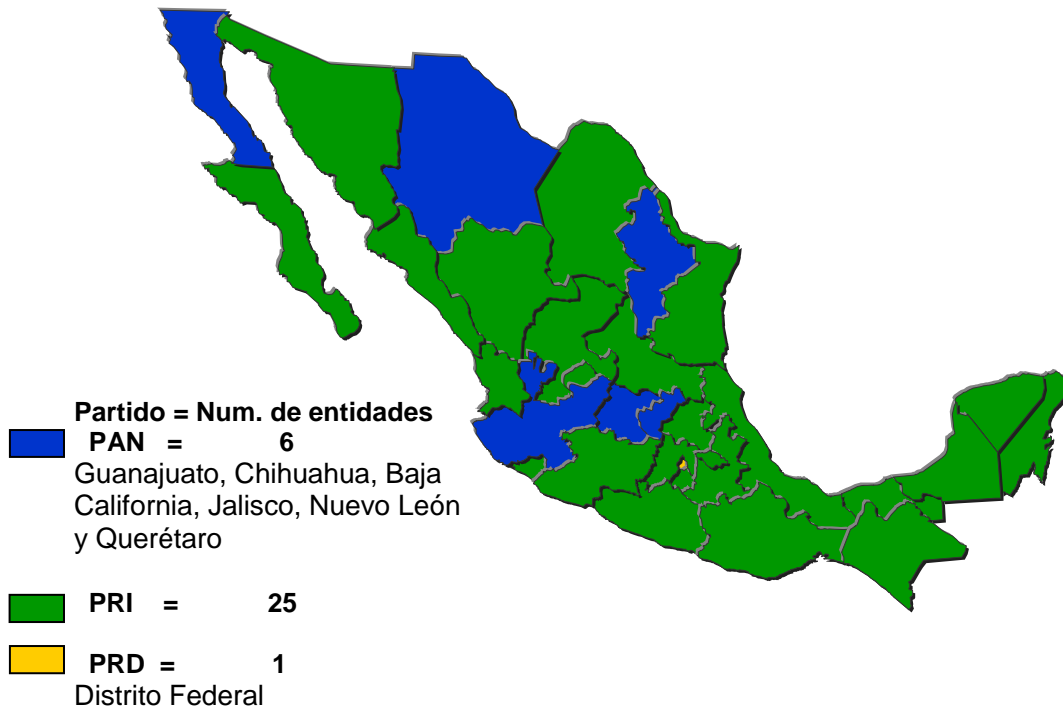 Partido = Num. de entidades
PAN = 6
Guanajuato, Chihuahua, Baja
California, Jalisco, Nuevo León
y Querétaro
PRI = 25
PRD = 1
Distrito Federal